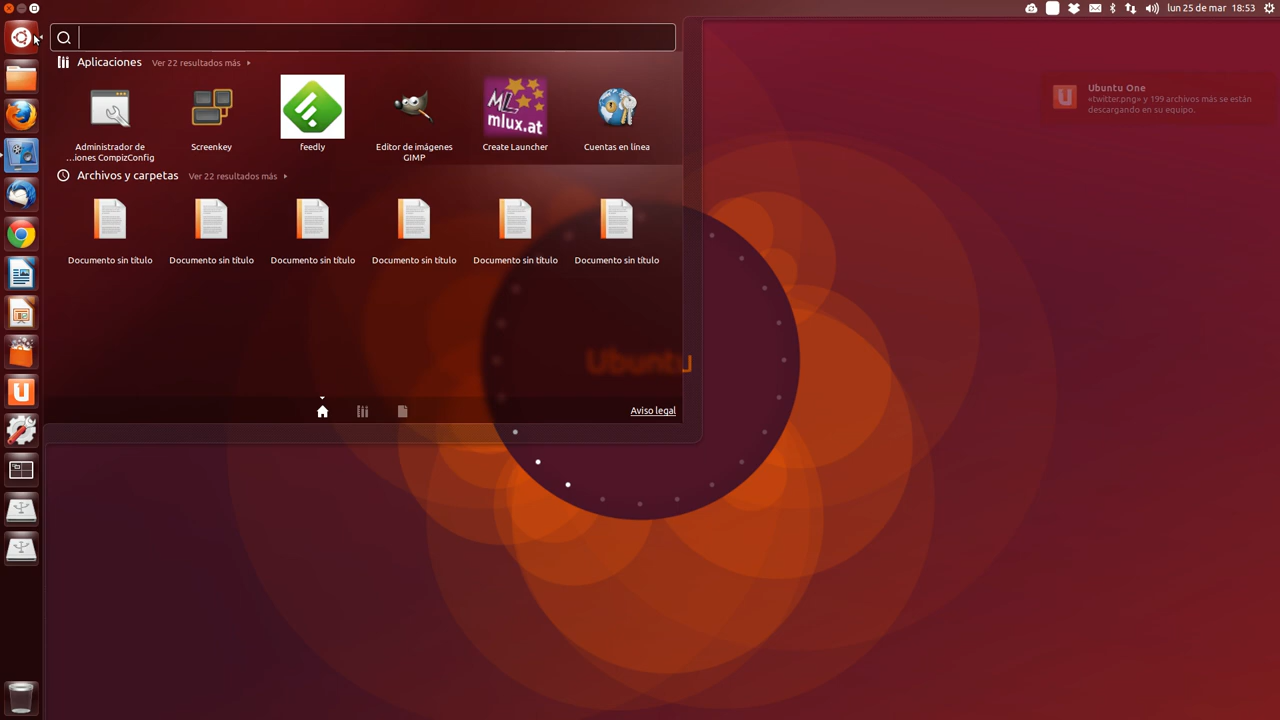 lun 25 de mar 18:53
Aplicaciones Ver 22 resultados más
Administrador de
...iones CompizConfig
Screenkey
feedly
Editor de imágenes
GIMP
ML
mlux.at
Create Launcher
Cuentas en línea
Archivos y carpetas Ver 22 resultados más
Documento sin título
Documento sin título
Documento sin título
Documento sin título
Documento sin título
Documento sin título
Ubuntu
Aviso legal
Ubuntu One
«twitter.png» y 199 archivos más se están
descargando en su equipo.